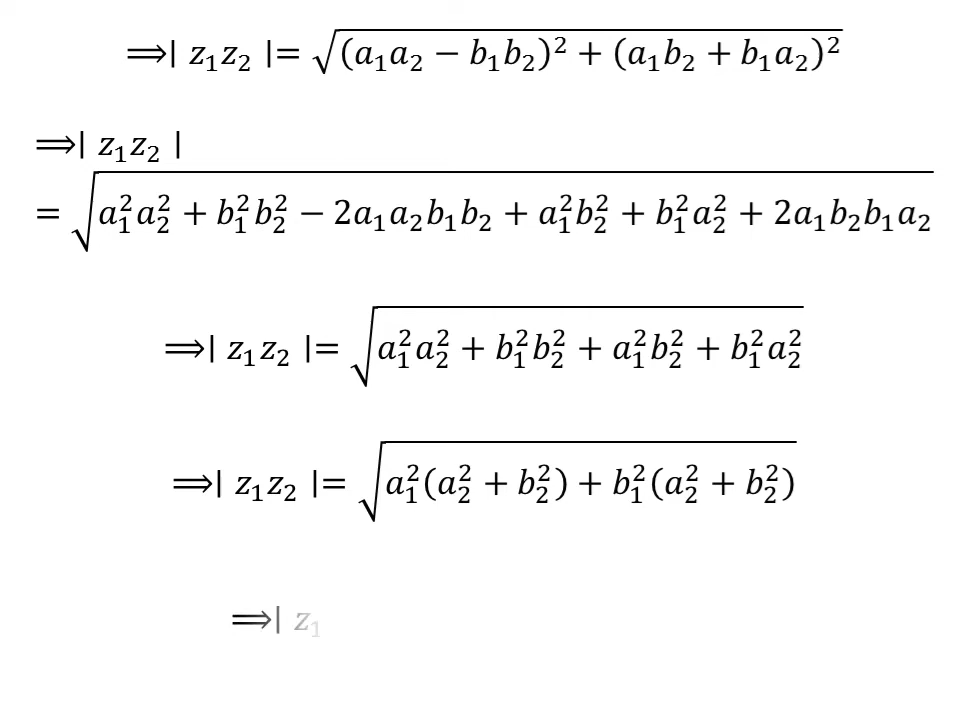 ⟹| z₁z₂ |= √((a₁a₂ − b₁b₂)² + (a₁b₂ + b₁a₂)²)
⟹| z₁z₂ |
= √(a₁²a₂² + b₁²b₂² − 2a₁a₂b₁b₂ + a₁²b₂² + b₁²a₂² + 2a₁b₂b₁a₂)
⟹| z₁z₂ |= √(a₁²a₂² + b₁²b₂² + a₁²b₂² + b₁²a₂²)
⟹| z₁z₂ |= √(a₁²(a₂² + b₂²) + b₁²(a₂² + b₂²))
⟹| z₁